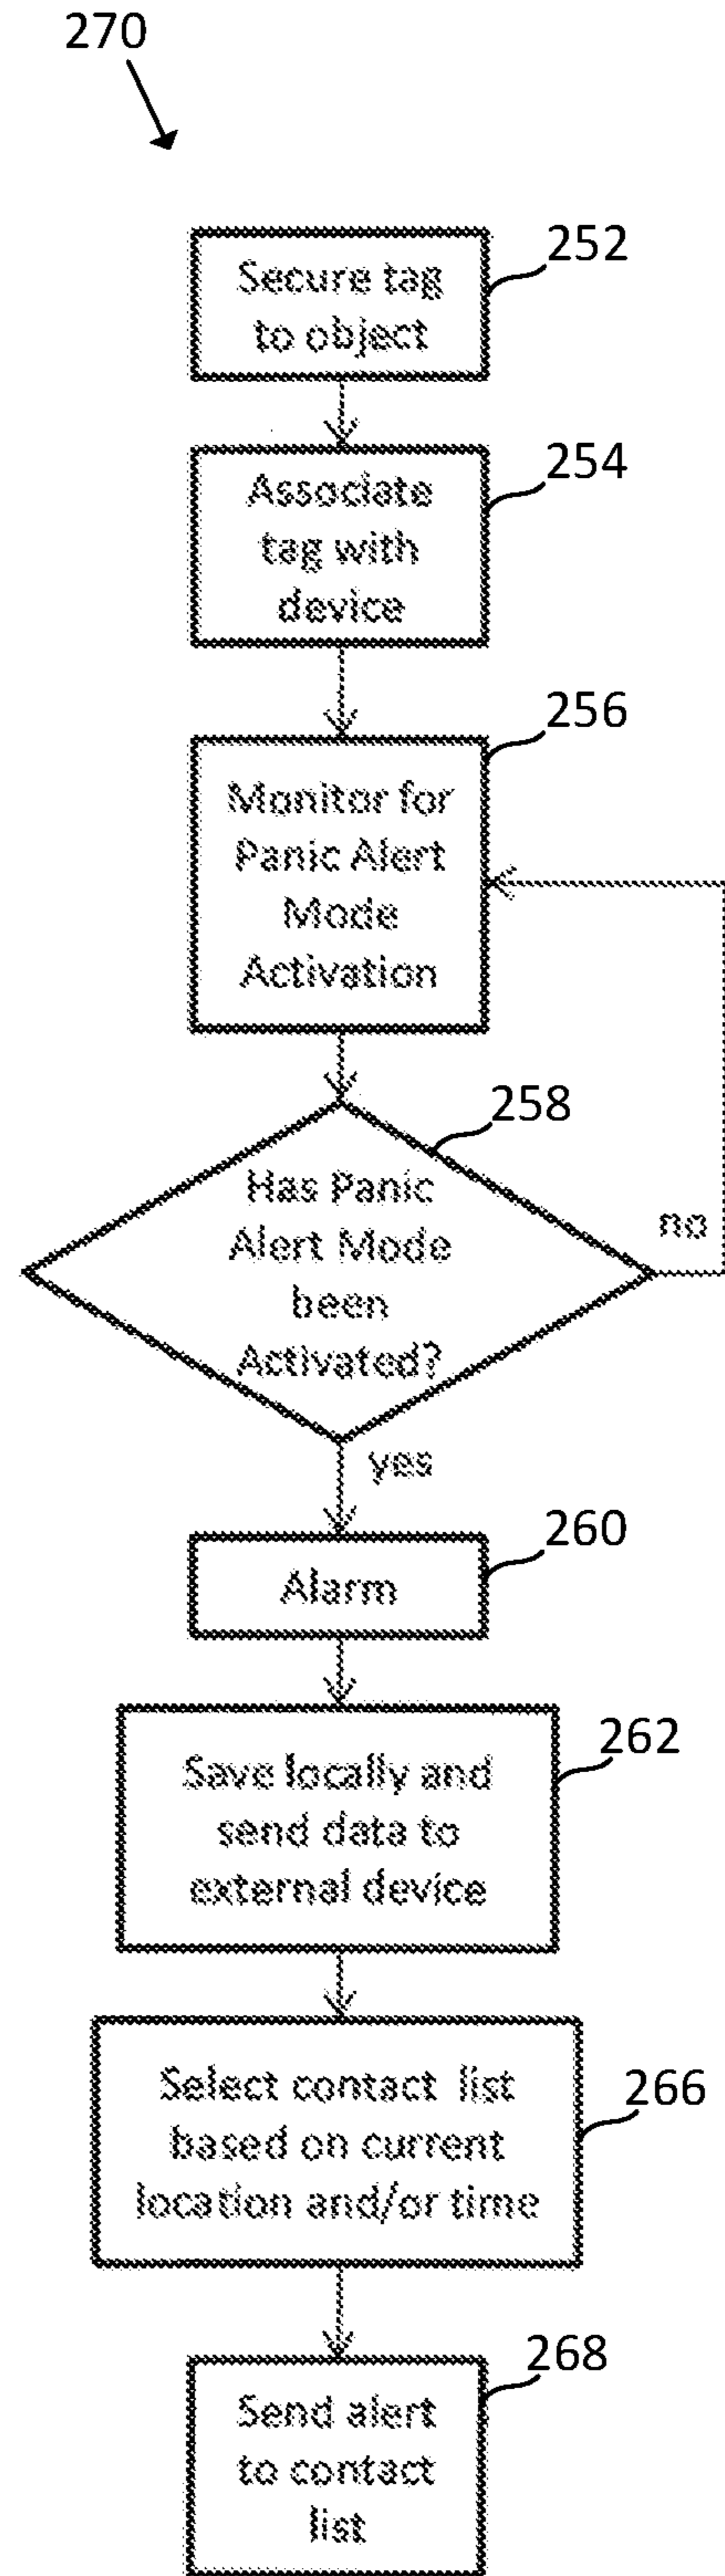 270
252
Secure tag
to object
254
Associate
tag with
device
256
Monitor for
Panic Alert
Mode
Activation
258
Has Panic
Alert Mode
been
Activated?
no
yes
260
Alarm
262
Save locally and
send data to
external device
266
Select contact list
based on current
location and/or time
268
Send alert
to contact
list